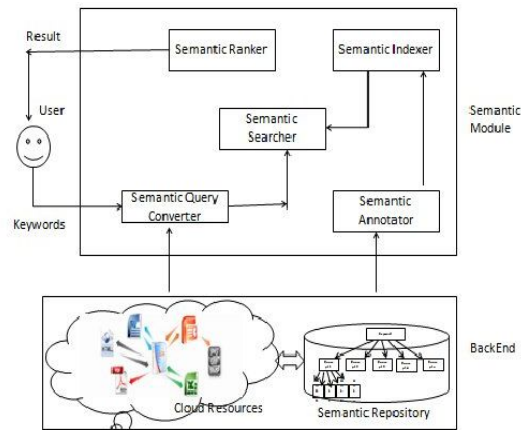 Result
Semantic Ranker
Semantic Indexer
User
Semantic
Searcher
Semantic
Module
Semantic Query
Converter
Semantic
Annotator
Keywords
BackEnd
Cloud Resources
Semantic Repository